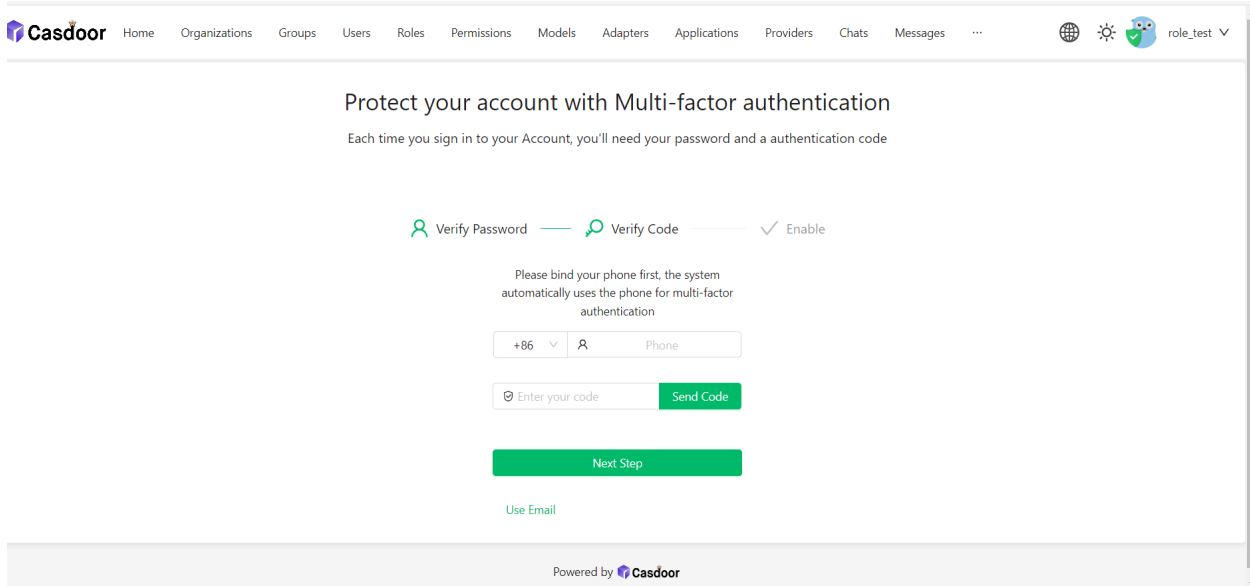 Casdoor Home Organizations Groups Users Roles Permissions Models Adapters Applications Providers Chats Messages ··· role_test
Protect your account with Multi-factor authentication
Each time you sign in to your Account, you'll need your password and a authentication code
Verify Password Verify Code Enable
Please bind your phone first, the system
automatically uses the phone for multi-factor
authentication
+86 Phone
Enter your code Send Code
Next Step
Use Email
Powered by Casdoor